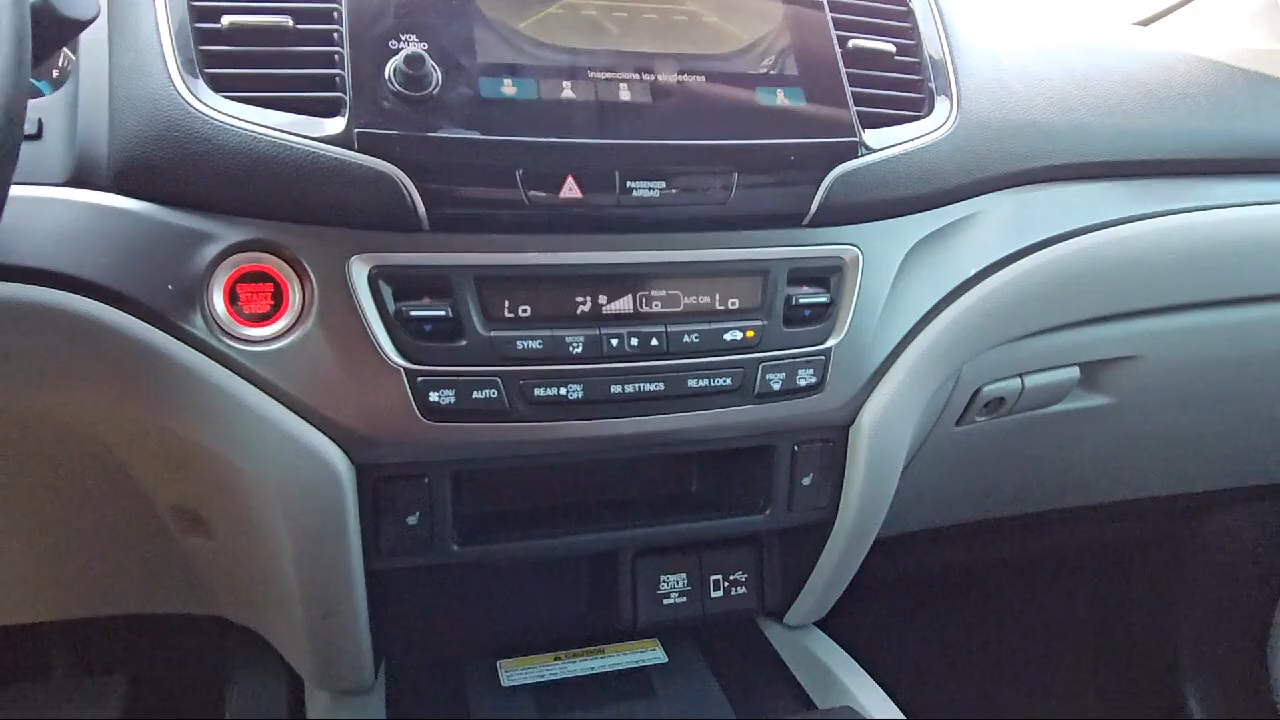 VOL
AUDIO
Inspeccione los alrededores
PASSENGER
AIRBAG
ENGINE
START
STOP
Lo
REAR
Lo
A/C ON
Lo
SYNC
MODE
A/C
ON/
OFF
AUTO
REAR ON/
OFF
RR SETTINGS
REAR LOCK
FRONT
REAR
POWER
OUTLET
12V
2.5A
CAUTION